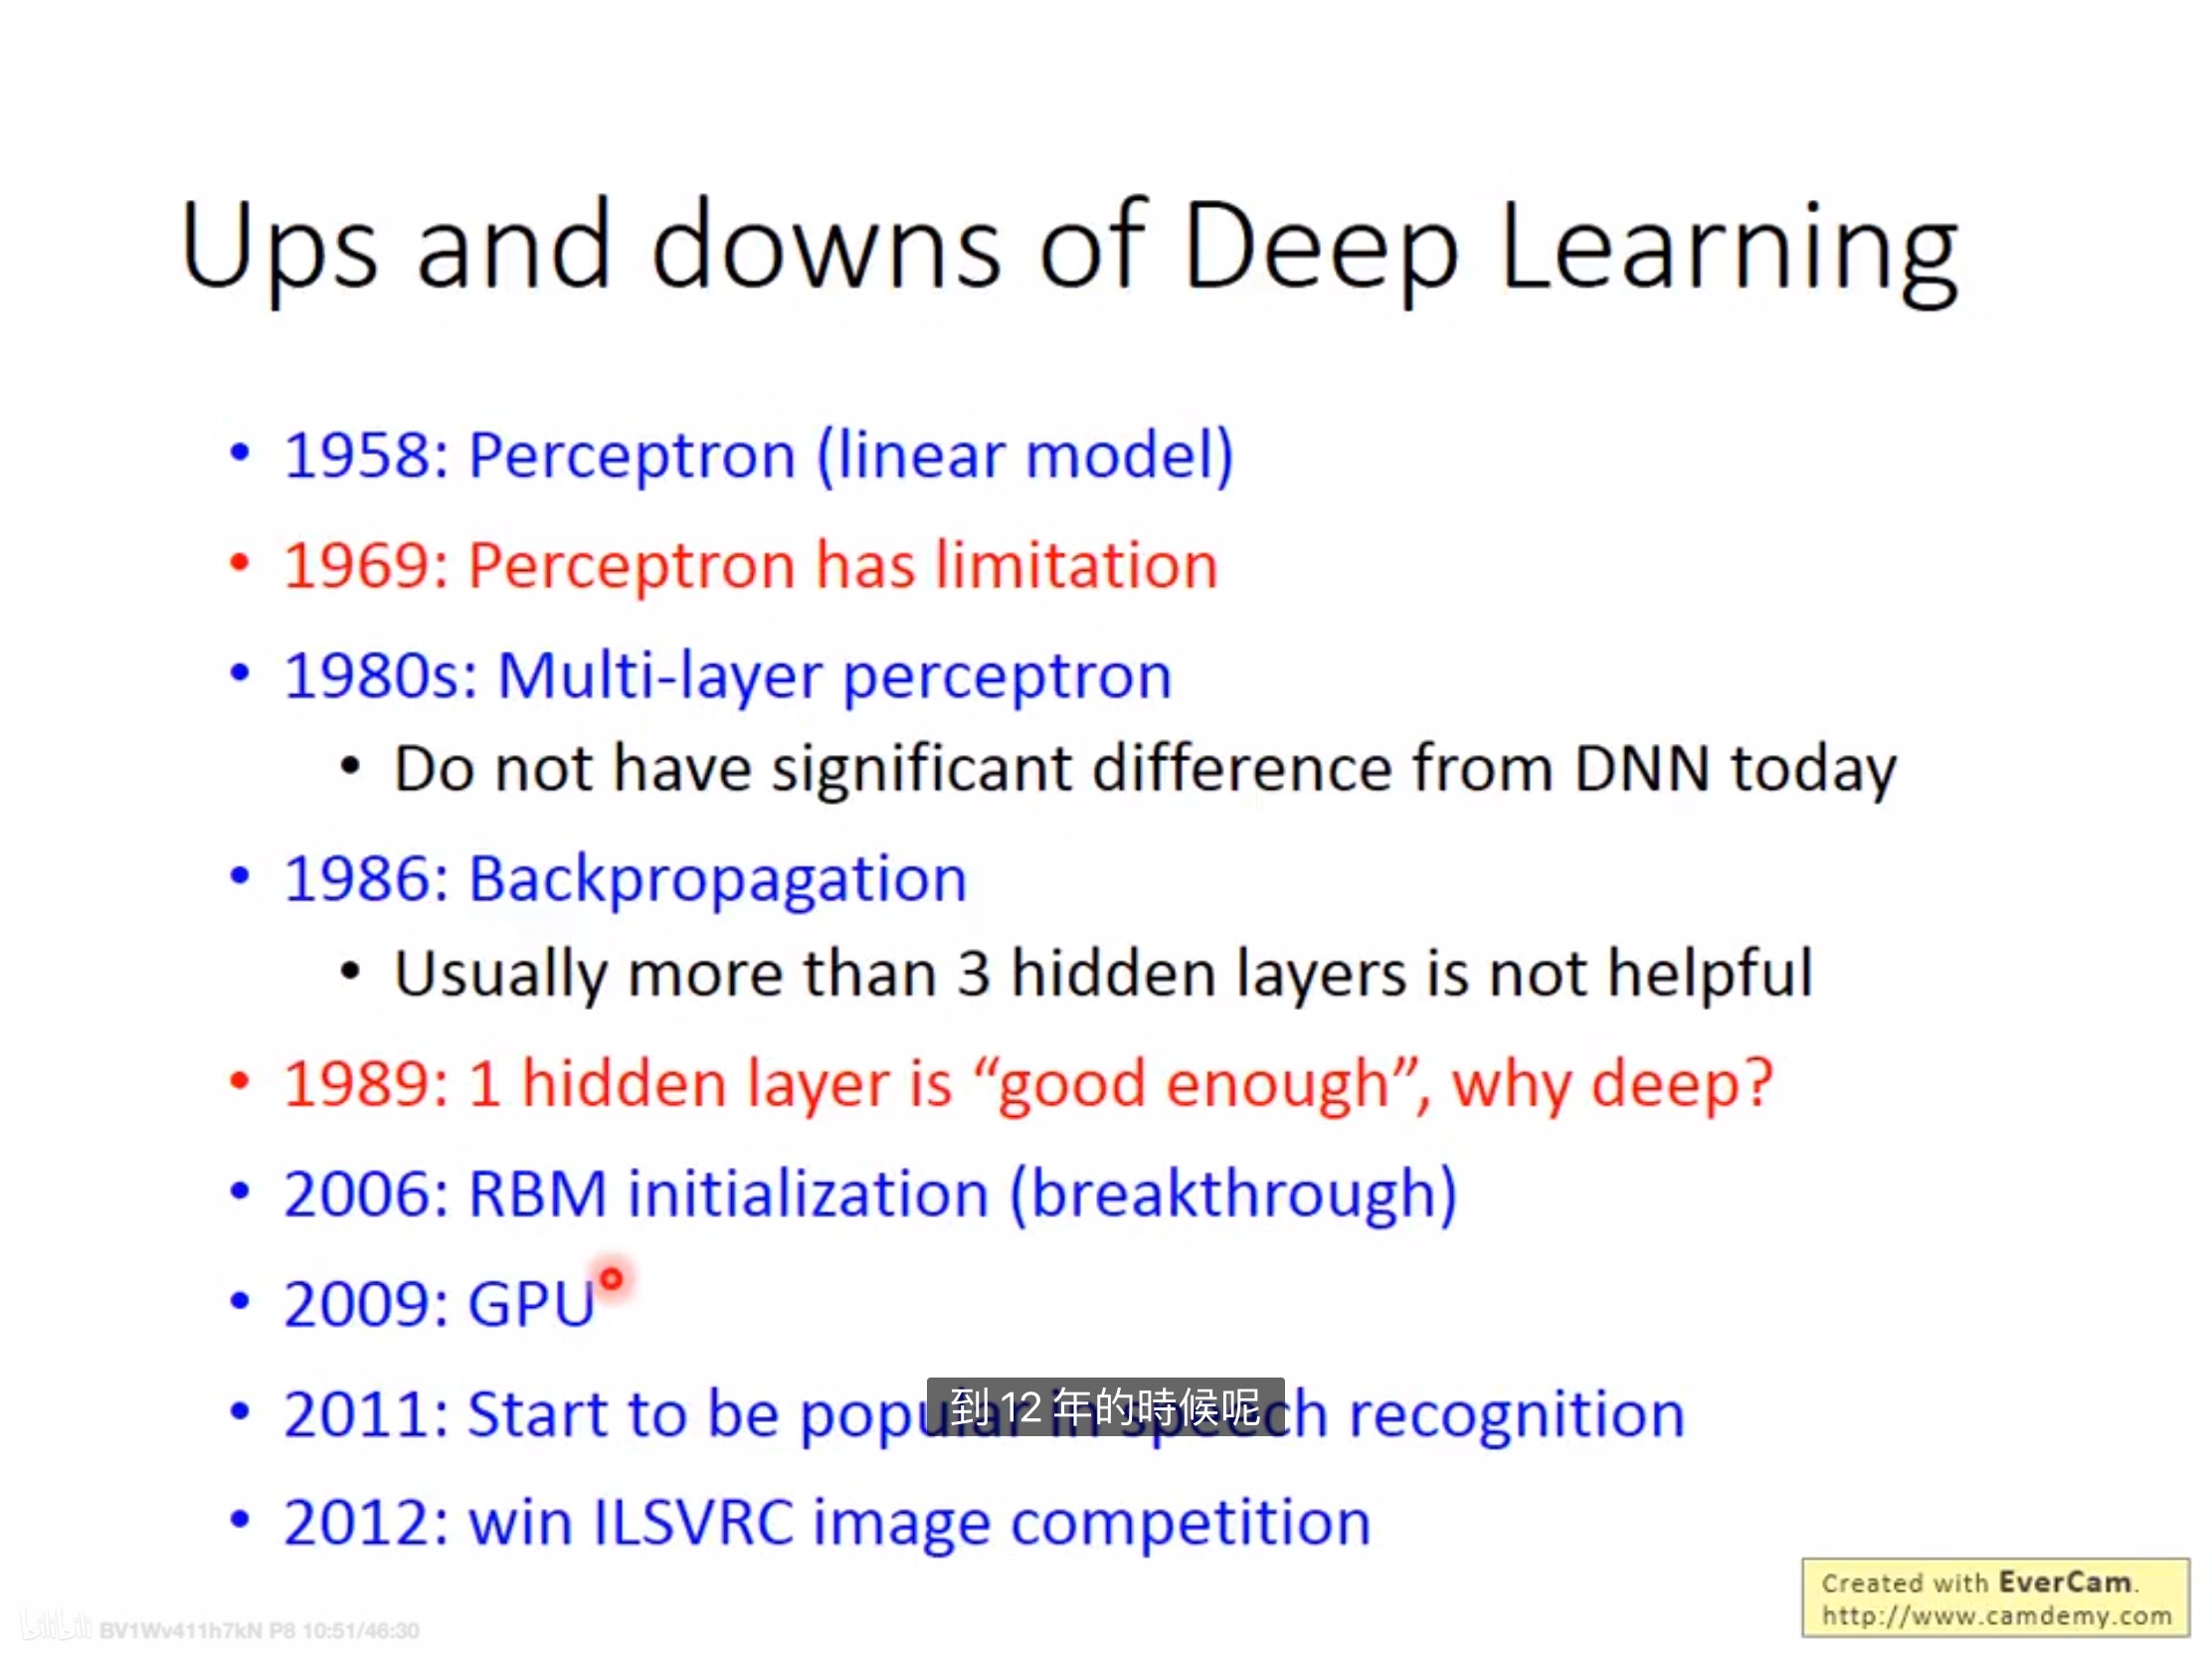 Ups and downs of Deep Learning
• 1958: Perceptron (linear model)
• 1969: Perceptron has limitation
• 1980s: Multi-layer perceptron
• Do not have significant difference from DNN today
• 1986: Backpropagation
• Usually more than 3 hidden layers is not helpful
• 1989: 1 hidden layer is “good enough”, why deep?
• 2006: RBM initialization (breakthrough)
• 2009: GPU
• 2011: Start to be popular in speech recognition
到 12 年的時候呢
• 2012: win ILSVRC image competition
Created with EverCam.
http://www.camdemy.com
bilibili BV1Wv411h7kN P8 10:51/46:30